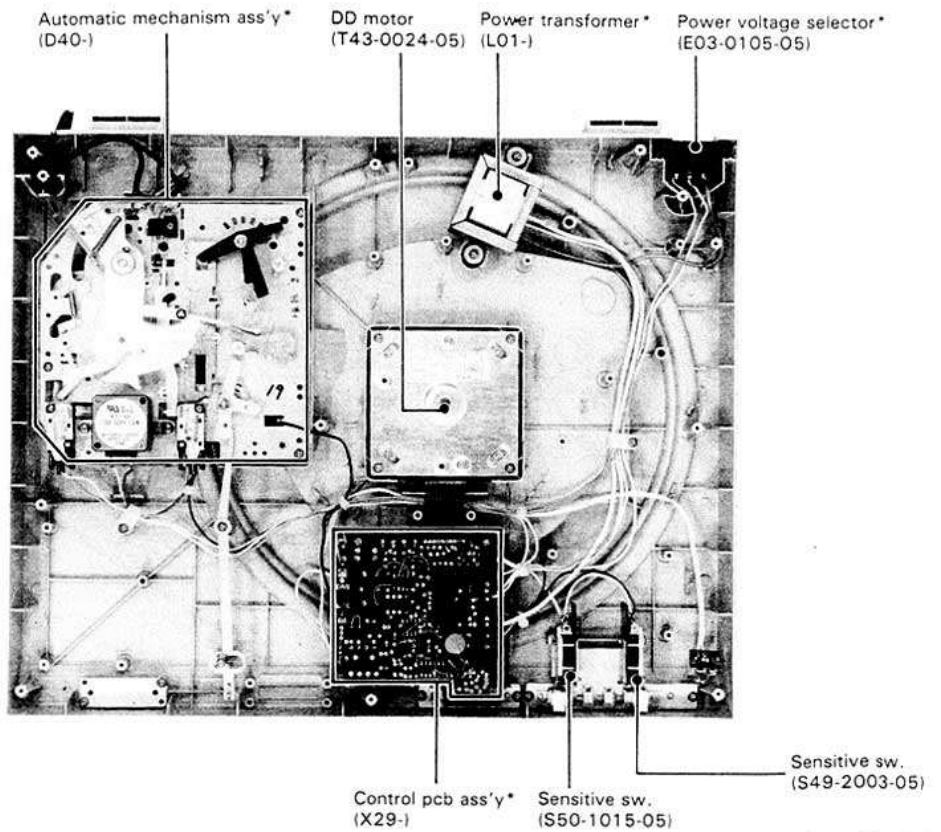 Automatic mechanism ass'y*
(D40-)
DD motor
(T43-0024-05)
Power transformer*
(L01-)
Power voltage selector*
(E03-0105-05)
19
Sensitive sw.
(S49-2003-05)
Control pcb ass'y*
(X29-)
Sensitive sw.
(S50-1015-05)